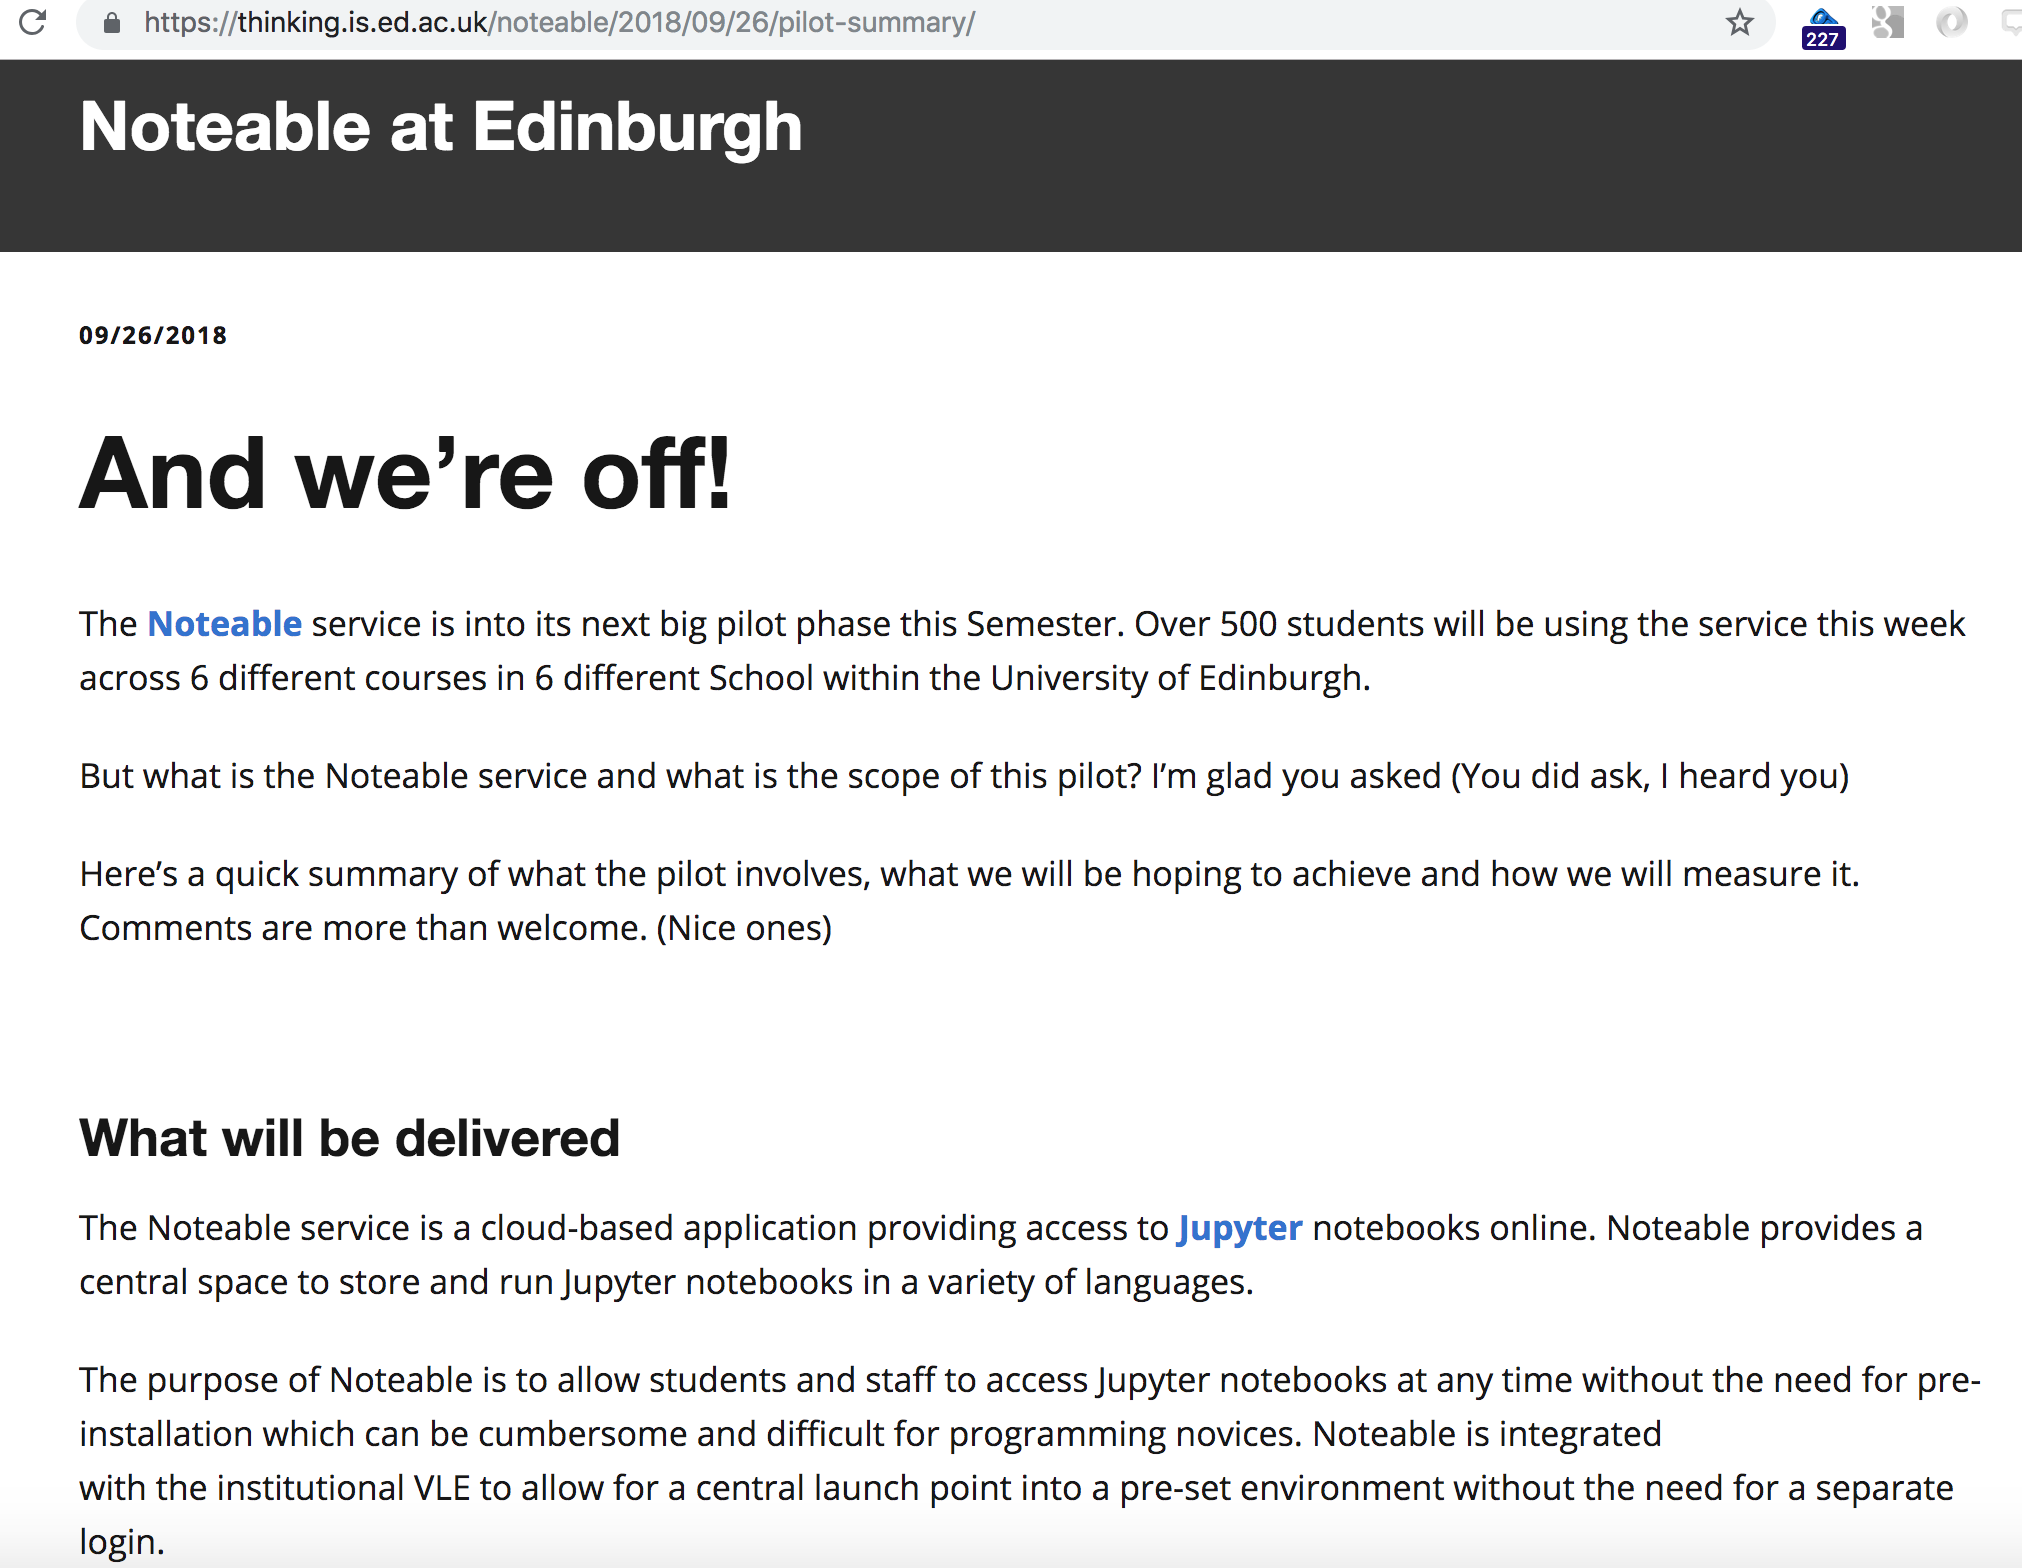 https://thinking.is.ed.ac.uk/noteable/2018/09/26/pilot-summary/
227
Noteable at Edinburgh
09/26/2018
And we’re off!
The Noteable service is into its next big pilot phase this Semester. Over 500 students will be using the service this week
across 6 different courses in 6 different School within the University of Edinburgh.
But what is the Noteable service and what is the scope of this pilot? I’m glad you asked (You did ask, I heard you)
Here’s a quick summary of what the pilot involves, what we will be hoping to achieve and how we will measure it.
Comments are more than welcome. (Nice ones)
What will be delivered
The Noteable service is a cloud-based application providing access to Jupyter notebooks online. Noteable provides a
central space to store and run Jupyter notebooks in a variety of languages.
The purpose of Noteable is to allow students and staff to access Jupyter notebooks at any time without the need for pre-
installation which can be cumbersome and difficult for programming novices. Noteable is integrated
with the institutional VLE to allow for a central launch point into a pre-set environment without the need for a separate
login.